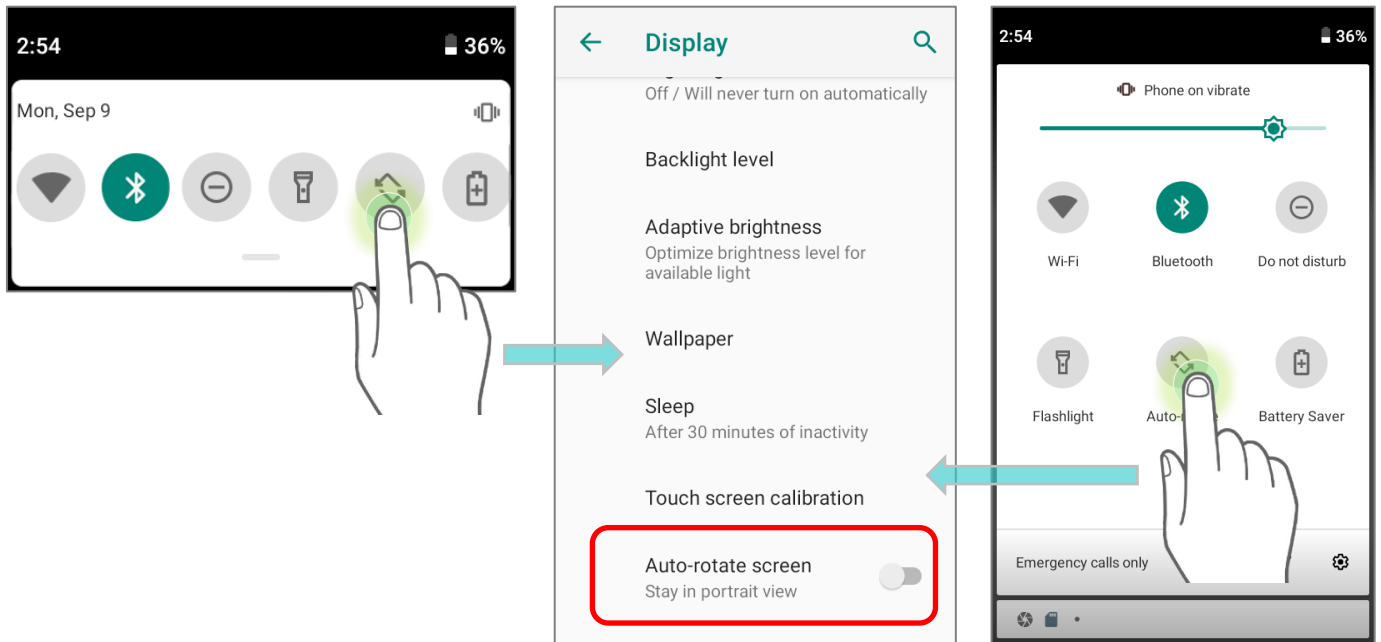 2:54
36%
Mon, Sep 9
Display
Off / Will never turn on automatically
Backlight level
Adaptive brightness
Optimize brightness level for
available light
Wallpaper
Sleep
After 30 minutes of inactivity
Touch screen calibration
Auto-rotate screen
Stay in portrait view
2:54
36%
Phone on vibrate
Wi-Fi
Bluetooth
Do not disturb
Flashlight
Battery Saver
Emergency calls only